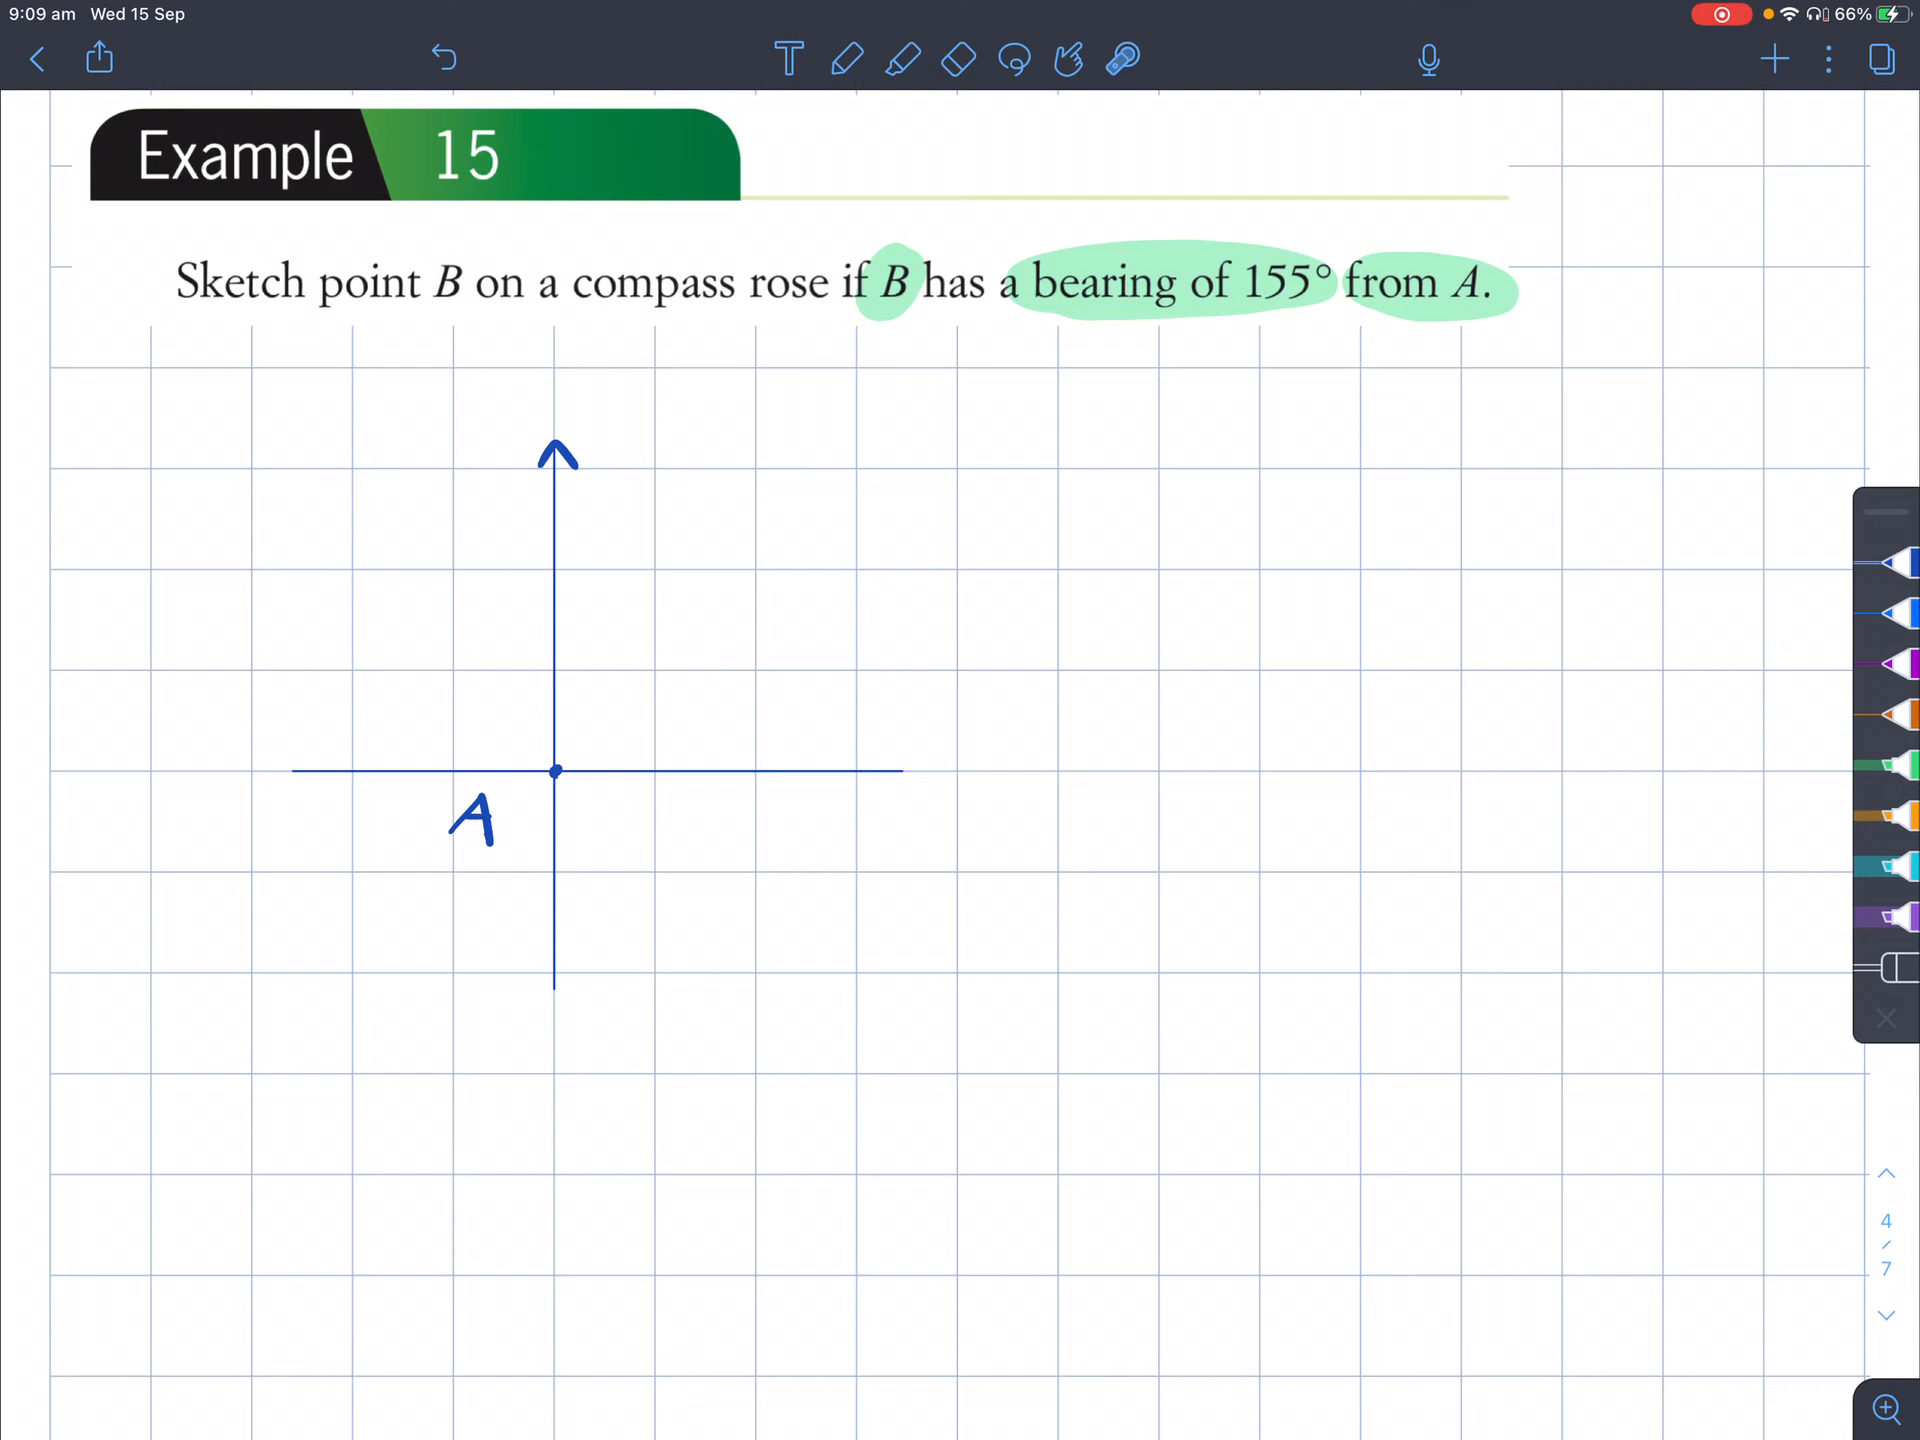 9:09 am Wed 15 Sep
66%
T
Example 15
Sketch point B on a compass rose if B has a bearing of 155° from A.
A
4
/
7